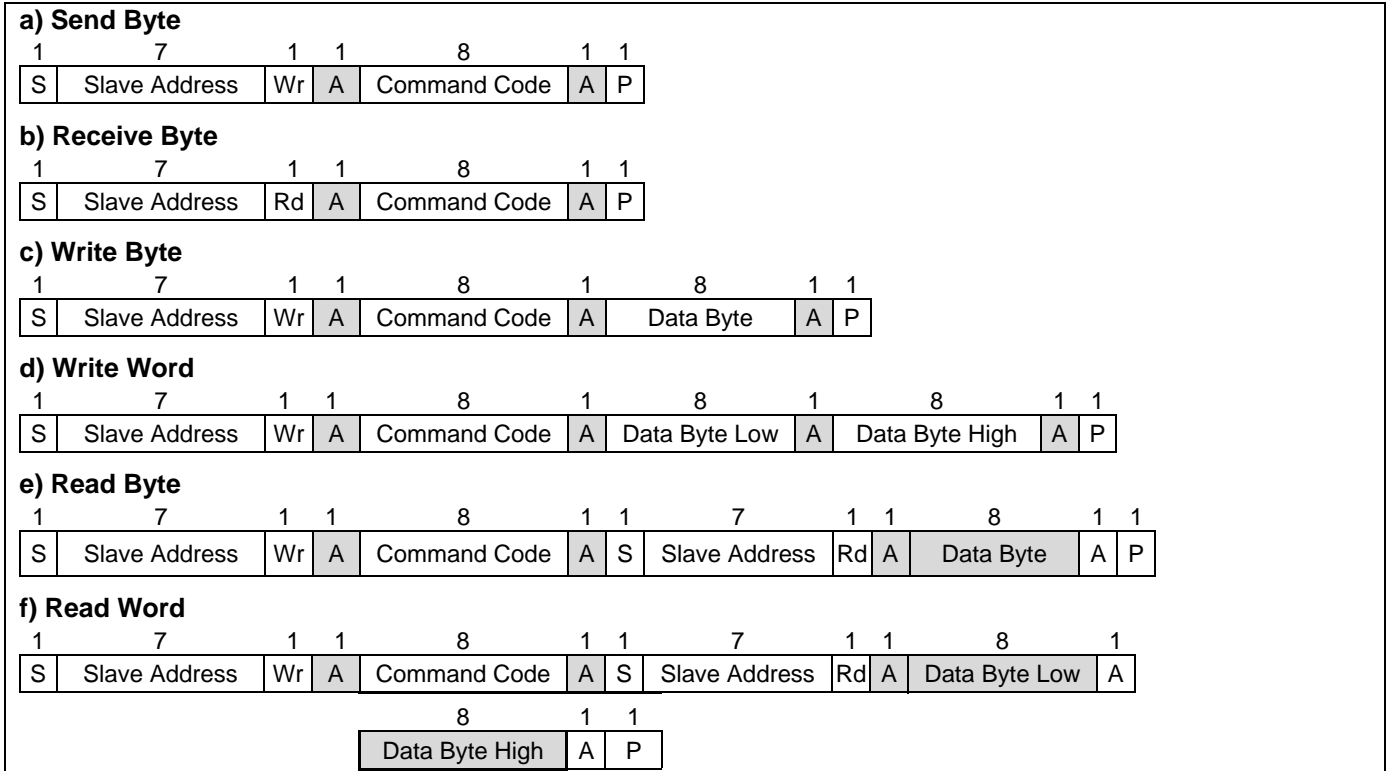 a) Send Byte
1 7 1 1 8 1 1
S Slave Address Wr A Command Code A P
b) Receive Byte
1 7 1 1 8 1 1
S Slave Address Rd A Command Code A P
c) Write Byte
1 7 1 1 8 1 8 1 1
S Slave Address Wr A Command Code A Data Byte A P
d) Write Word
1 7 1 1 8 1 8 1 8 1 1
S Slave Address Wr A Command Code A Data Byte Low A Data Byte High A P
e) Read Byte
1 7 1 1 8 1 1 7 1 1 8 1 1
S Slave Address Wr A Command Code A S Slave Address Rd A Data Byte A P
f) Read Word
1 7 1 1 8 1 1 7 1 1 8 1
S Slave Address Wr A Command Code A S Slave Address Rd A Data Byte Low A
8 1 1
Data Byte High A P